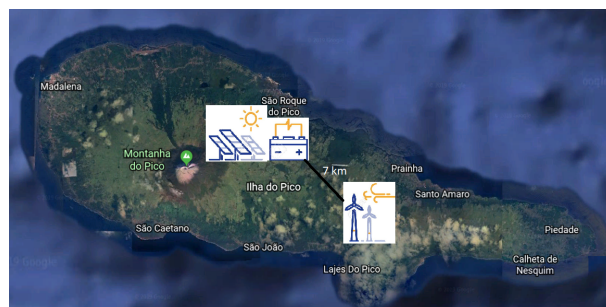 Madalena
São Roque
do Pico
Montanha
do Pico
7 km
Prainha
Ilha do Pico
Santo Amaro
São Caetano
São João
Piedade
Lajes Do Pico
Calheta de
Nesquim
9 Google